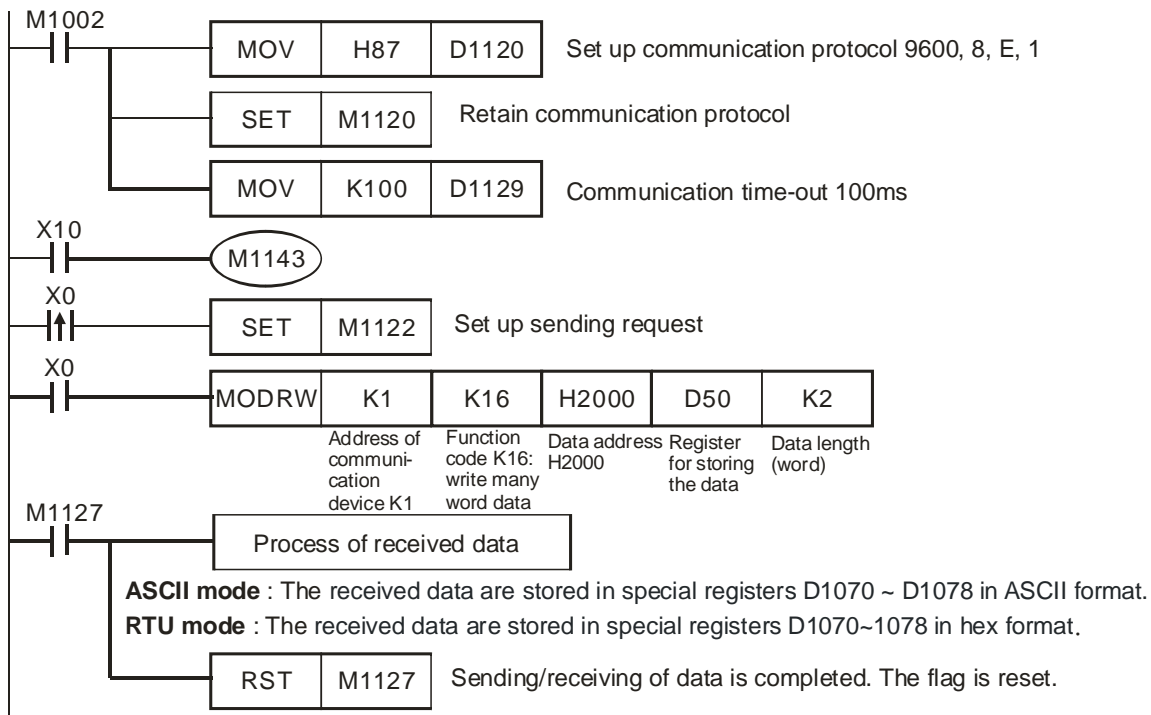 M1002
MOV H87 D1120 Set up communication protocol 9600, 8, E, 1
SET M1120 Retain communication protocol
MOV K100 D1129 Communication time-out 100ms
X10
M1143
X0
SET M1122 Set up sending request
X0
MODRW K1 K16 H2000 D50 K2
Address of communi-cation device K1
Function code K16: write many word data
Data address H2000
Register for storing the data
Data length (word)
M1127
Process of received data
ASCII mode : The received data are stored in special registers D1070 ~ D1078 in ASCII format.
RTU mode : The received data are stored in special registers D1070~1078 in hex format.
RST M1127 Sending/receiving of data is completed. The flag is reset.